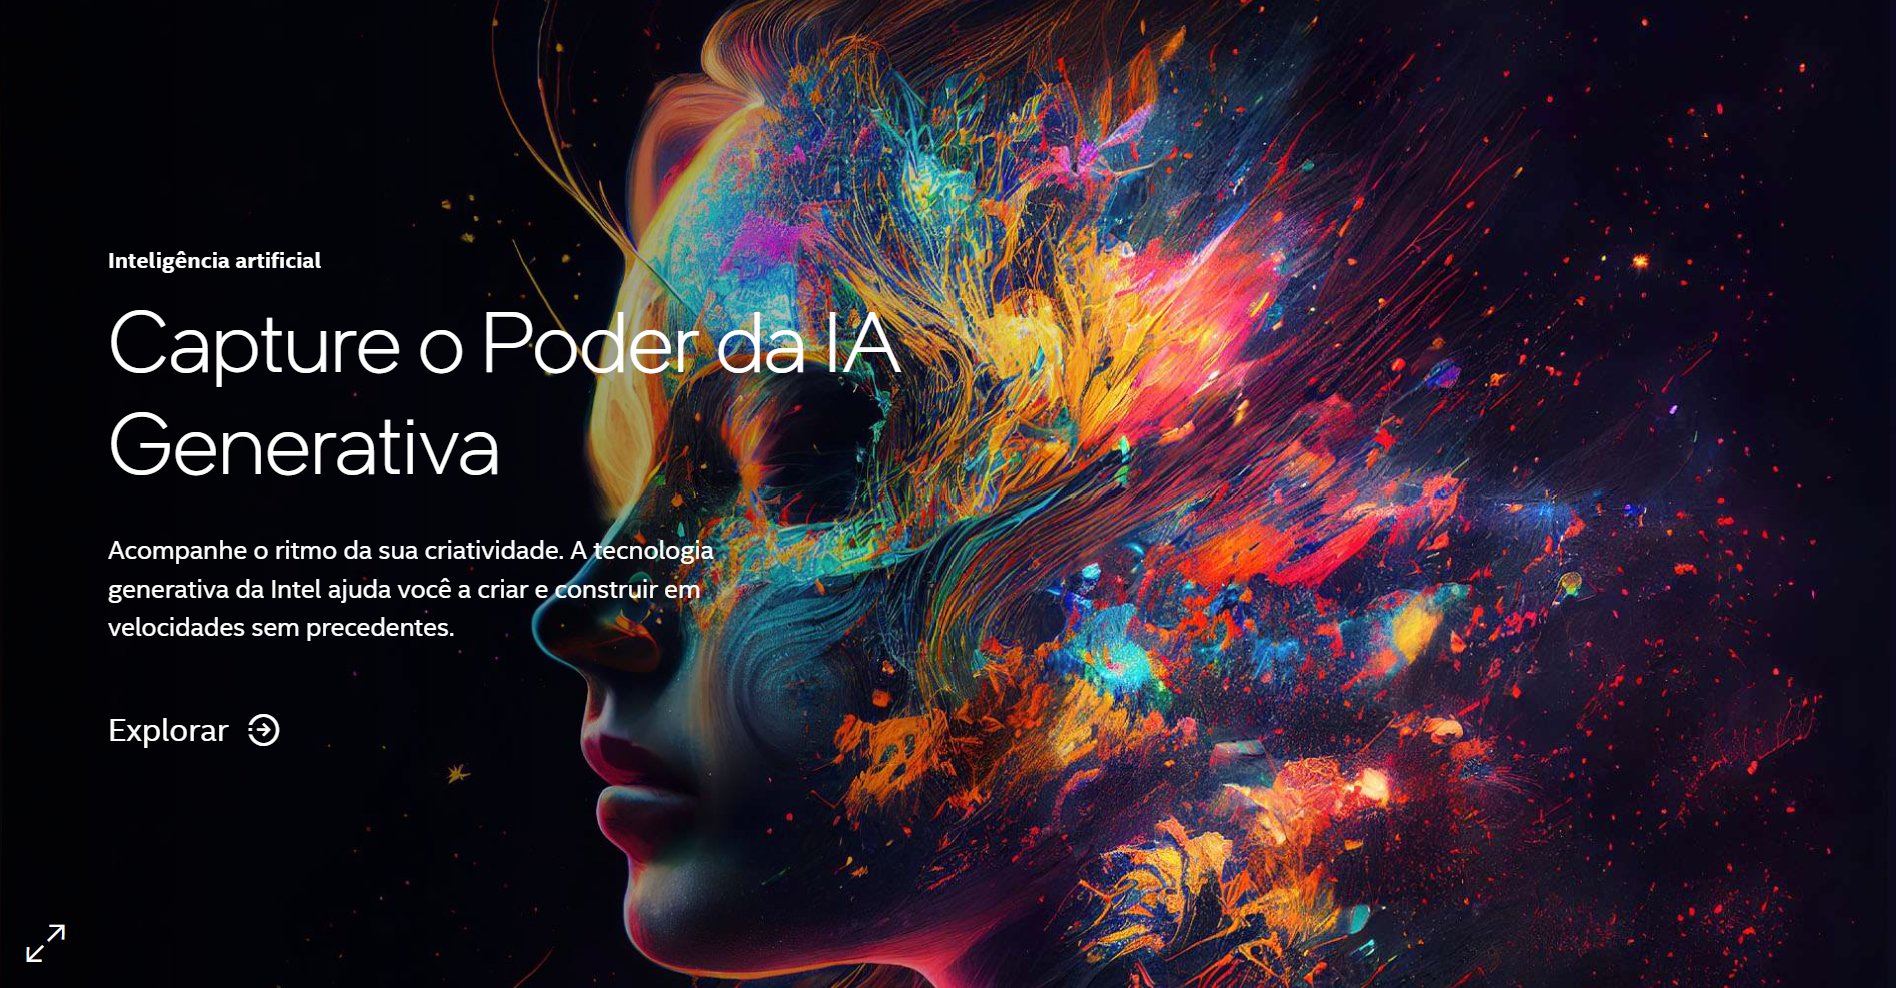 Inteligência artificial
Capture o Poder da IA
Generativa
Acompanhe o ritmo da sua criatividade. A tecnologia
generativa da Intel ajuda você a criar e construir em
velocidades sem precedentes.
Explorar